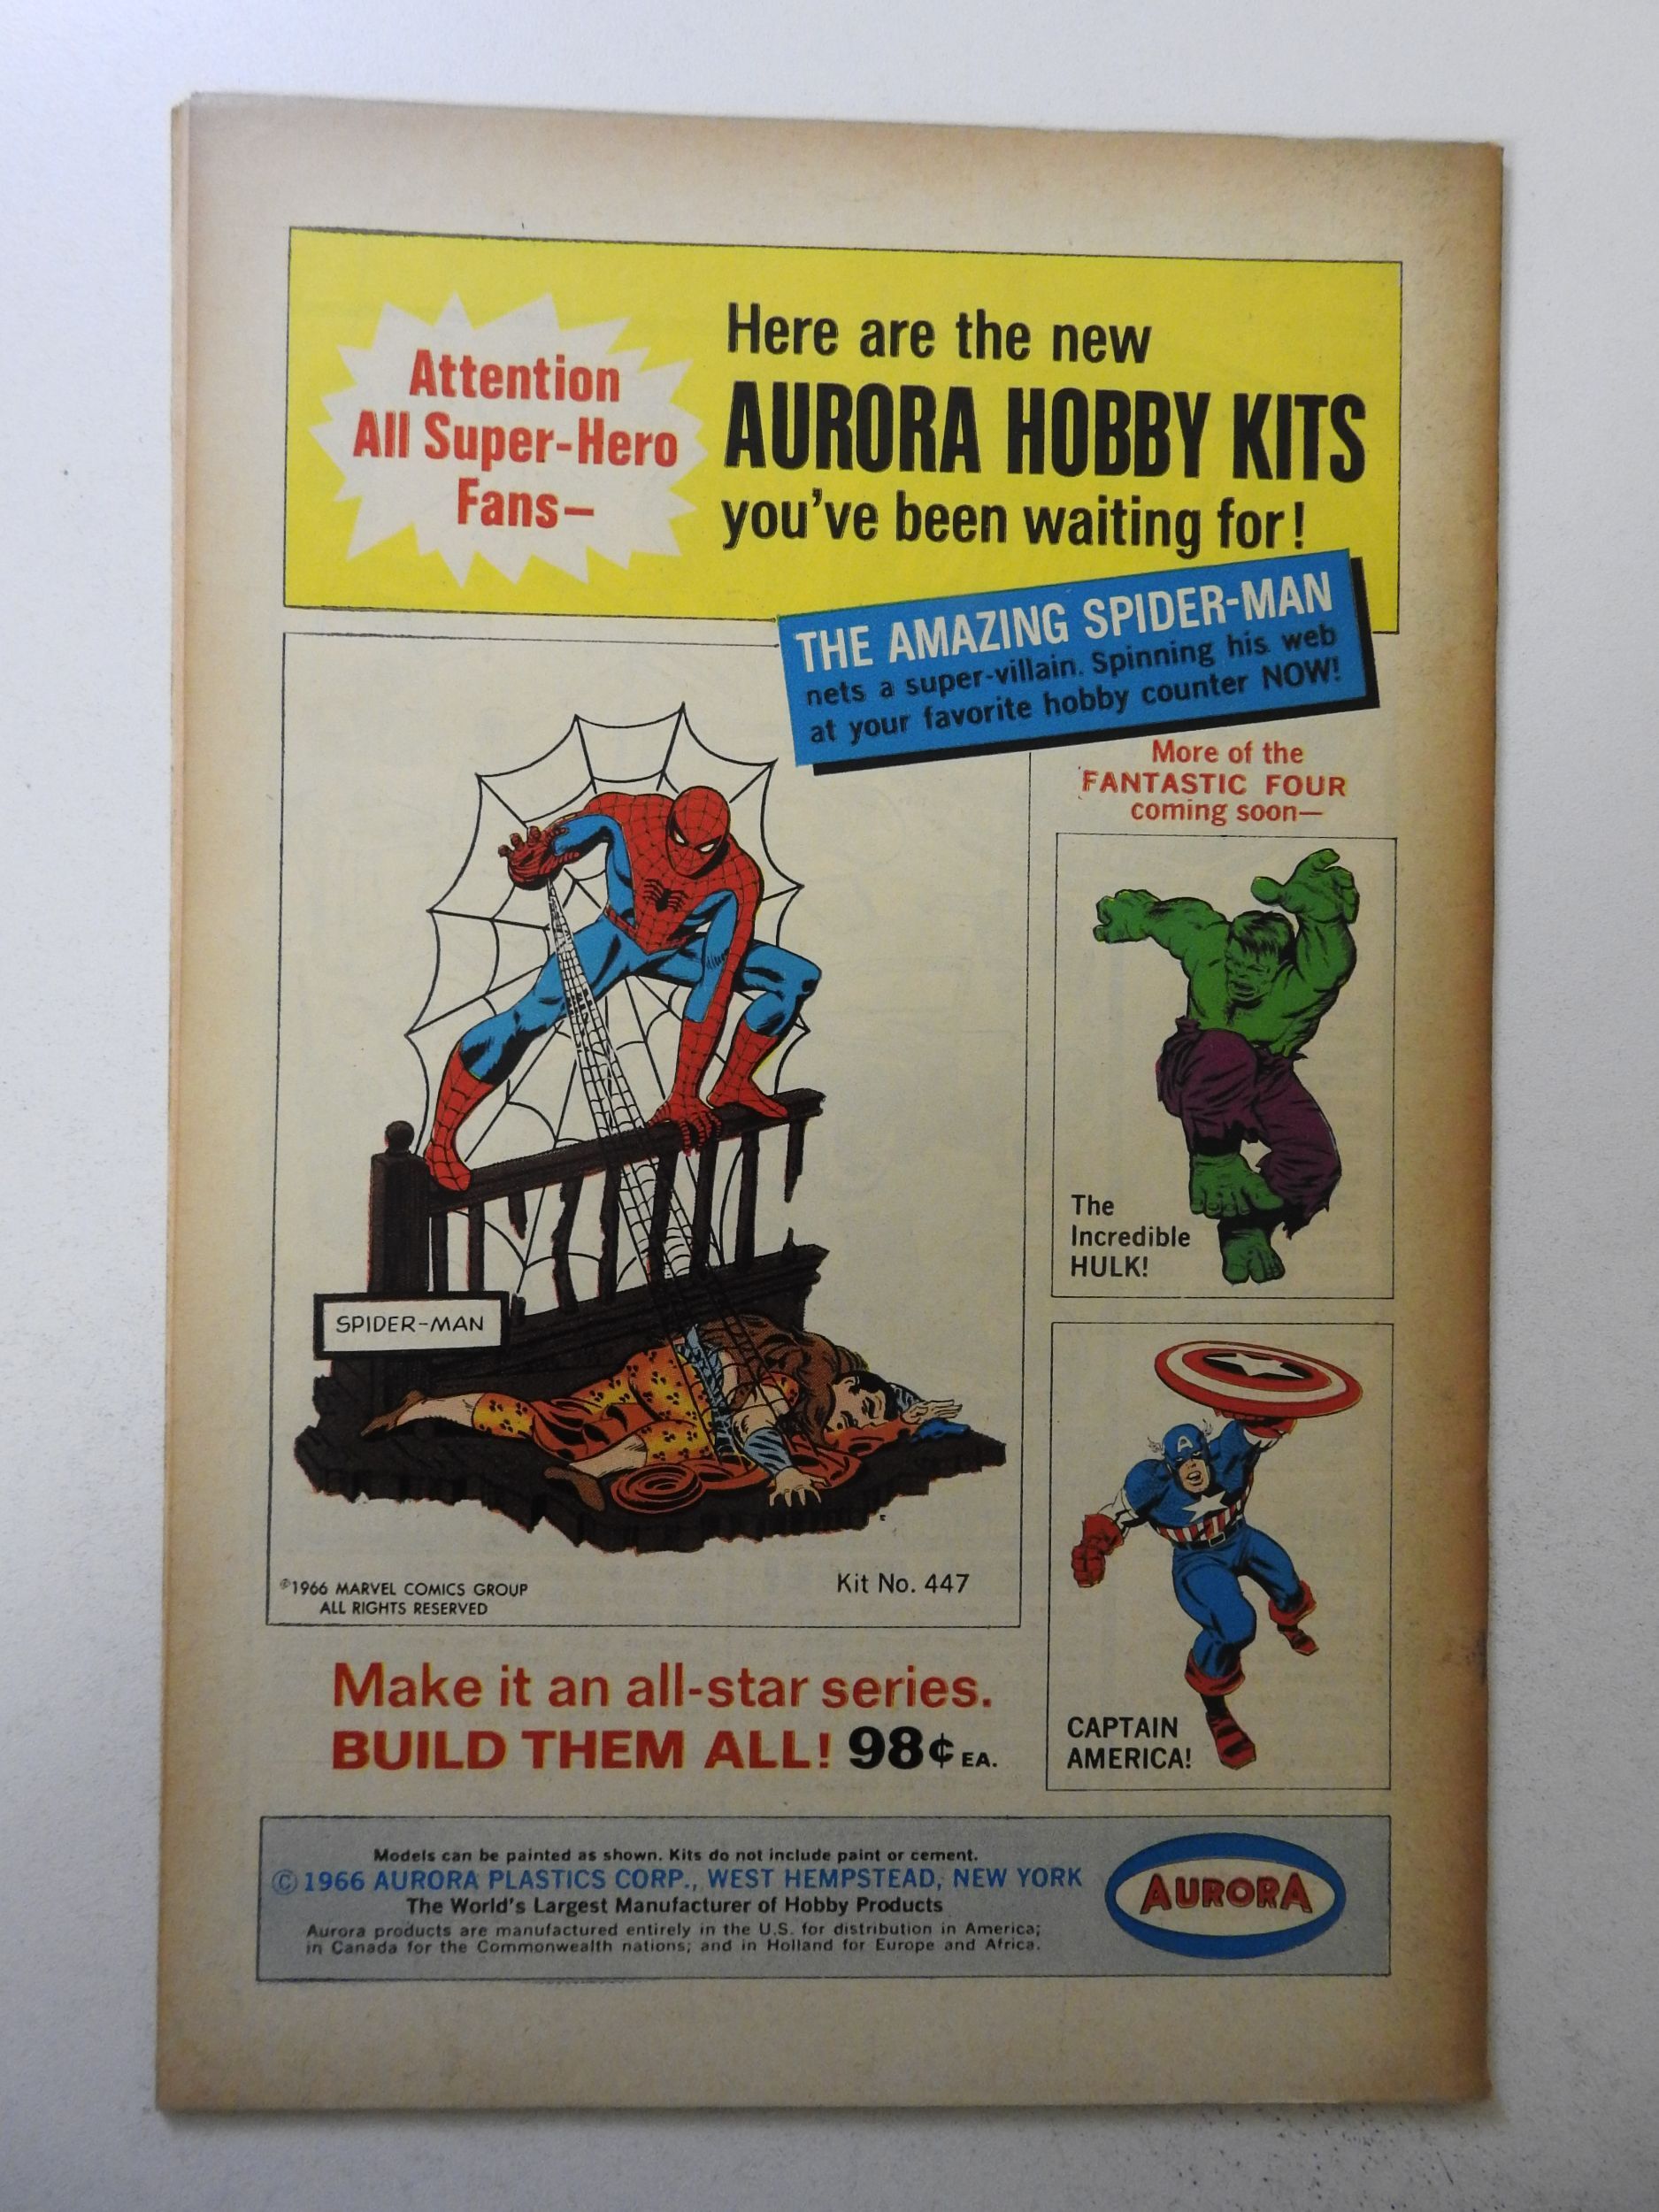 Attention
All Super-Hero
Fans—
Here are the new
AURORA HOBBY KITS
you've been waiting for!
THE AMAZING SPIDER-MAN
nets a super-villain. Spinning his web
at your favorite hobby counter NOW!
More of the
FANTASTIC FOUR
coming soon—
The
Incredible
HULK!
SPIDER-MAN
A
©1966 MARVEL COMICS GROUP
ALL RIGHTS RESERVED
Kit No. 447
CAPTAIN
AMERICA!
Make it an all-star series.
BUILD THEM ALL! 98¢ EA.
Models can be painted as shown. Kits do not include paint or cement.
© 1966 AURORA PLASTICS CORP., WEST HEMPSTEAD, NEW YORK
The World's Largest Manufacturer of Hobby Products
Aurora products are manufactured entirely in the U.S. for distribution in America;
in Canada for the Commonwealth nations; and in Holland for Europe and Africa.
AURORA